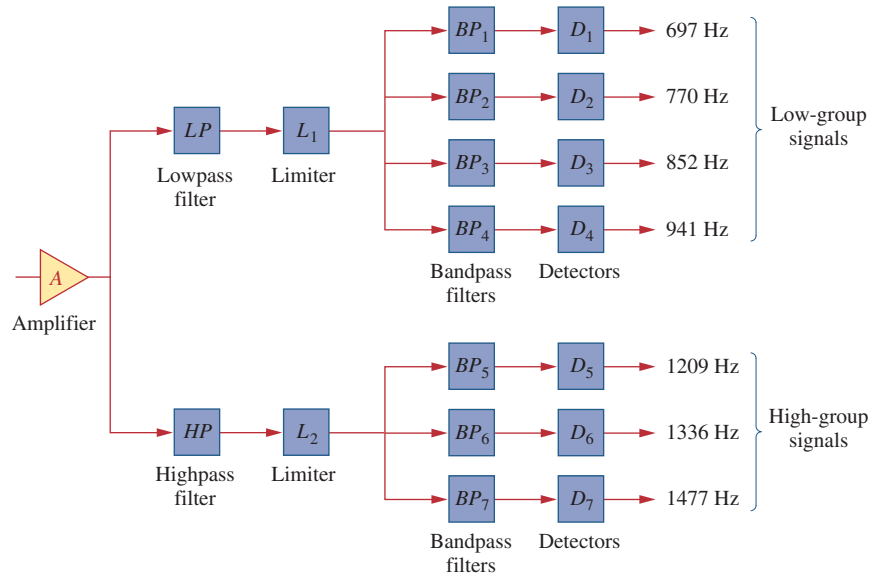 BP1 D1 697 Hz
BP2 D2 770 Hz
Low-group
signals
LP L1
Lowpass
filter
Limiter
BP3 D3 852 Hz
BP4 D4 941 Hz
Bandpass
filters
Detectors
A
Amplifier
BP5 D5 1209 Hz
HP L2
Highpass
filter
Limiter
BP6 D6 1336 Hz
High-group
signals
BP7 D7 1477 Hz
Bandpass
filters
Detectors